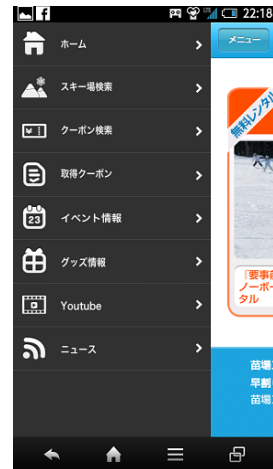 22:18
ホーム
スキー場検索
クーポン検索
取得クーポン
23
イベント情報
グッズ情報
Youtube
ニュース
メニュー
無料レンタル
「要事前
ノーボー
タル
苗場
早割
苗場